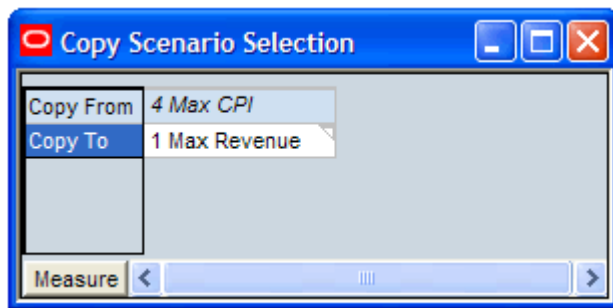 Copy Scenario Selection
Copy From 4 Max CPI
Copy To 1 Max Revenue
Measure